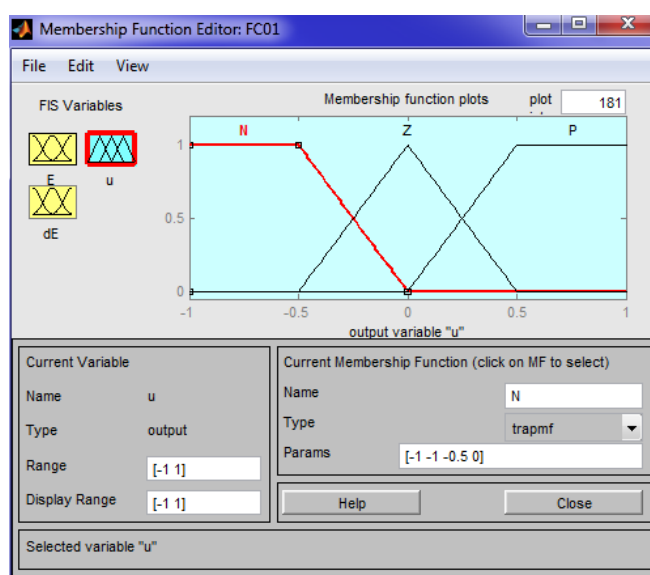 Membership Function Editor: FC01
File Edit View
FIS Variables
Membership function plots
plot
181
E
u
dE
N
Z
P
1
0.5
0
-1 -0.5 0 0.5 1
output variable "u"
Current Variable
Name u
Type output
Range [-1 1]
Display Range [-1 1]
Current Membership Function (click on MF to select)
Name N
Type trapmf
Params [-1 -1 -0.5 0]
Help Close
Selected variable "u"